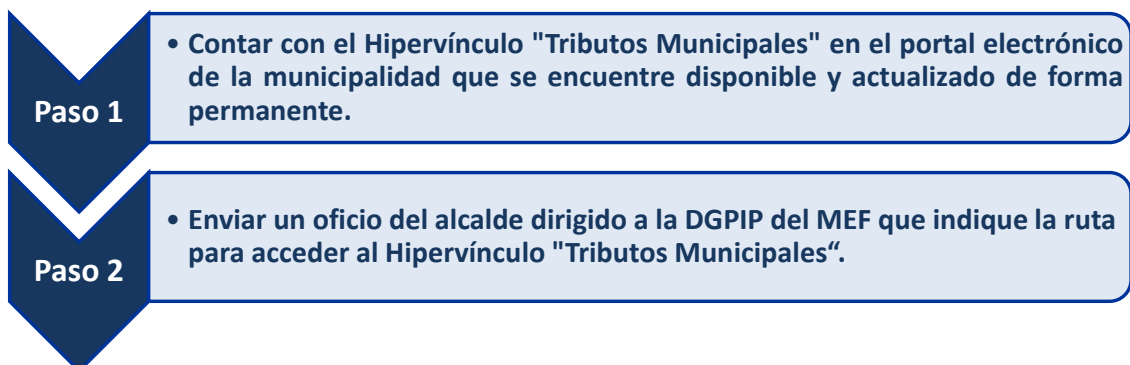 Paso 1
• Contar con el Hipervínculo "Tributos Municipales" en el portal electrónico
de la municipalidad que se encuentre disponible y actualizado de forma
permanente.
Paso 2
• Enviar un oficio del alcalde dirigido a la DGPIP del MEF que indique la ruta
para acceder al Hipervínculo "Tributos Municipales“.